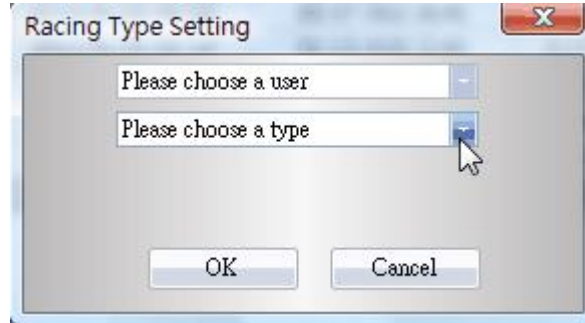 Racing Type Setting
Please choose a user
Please choose a type
OK Cancel